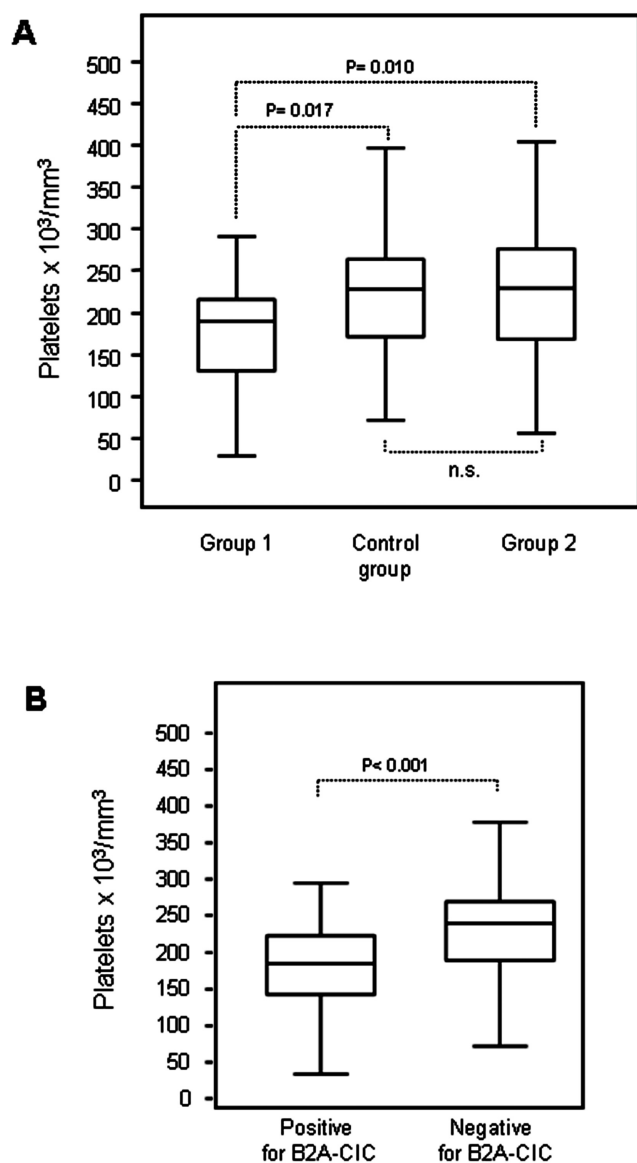 A
P= 0.010
P= 0.017
500
450
400
350
300
250
200
150
100
50
0
Platelets x 10³/mm³
n.s.
Group 1
Control
group
Group 2
B
P< 0.001
500
450
400
350
300
250
200
150
100
50
0
Platelets x 10³/mm³
Positive
for B2A-CIC
Negative
for B2A-CIC